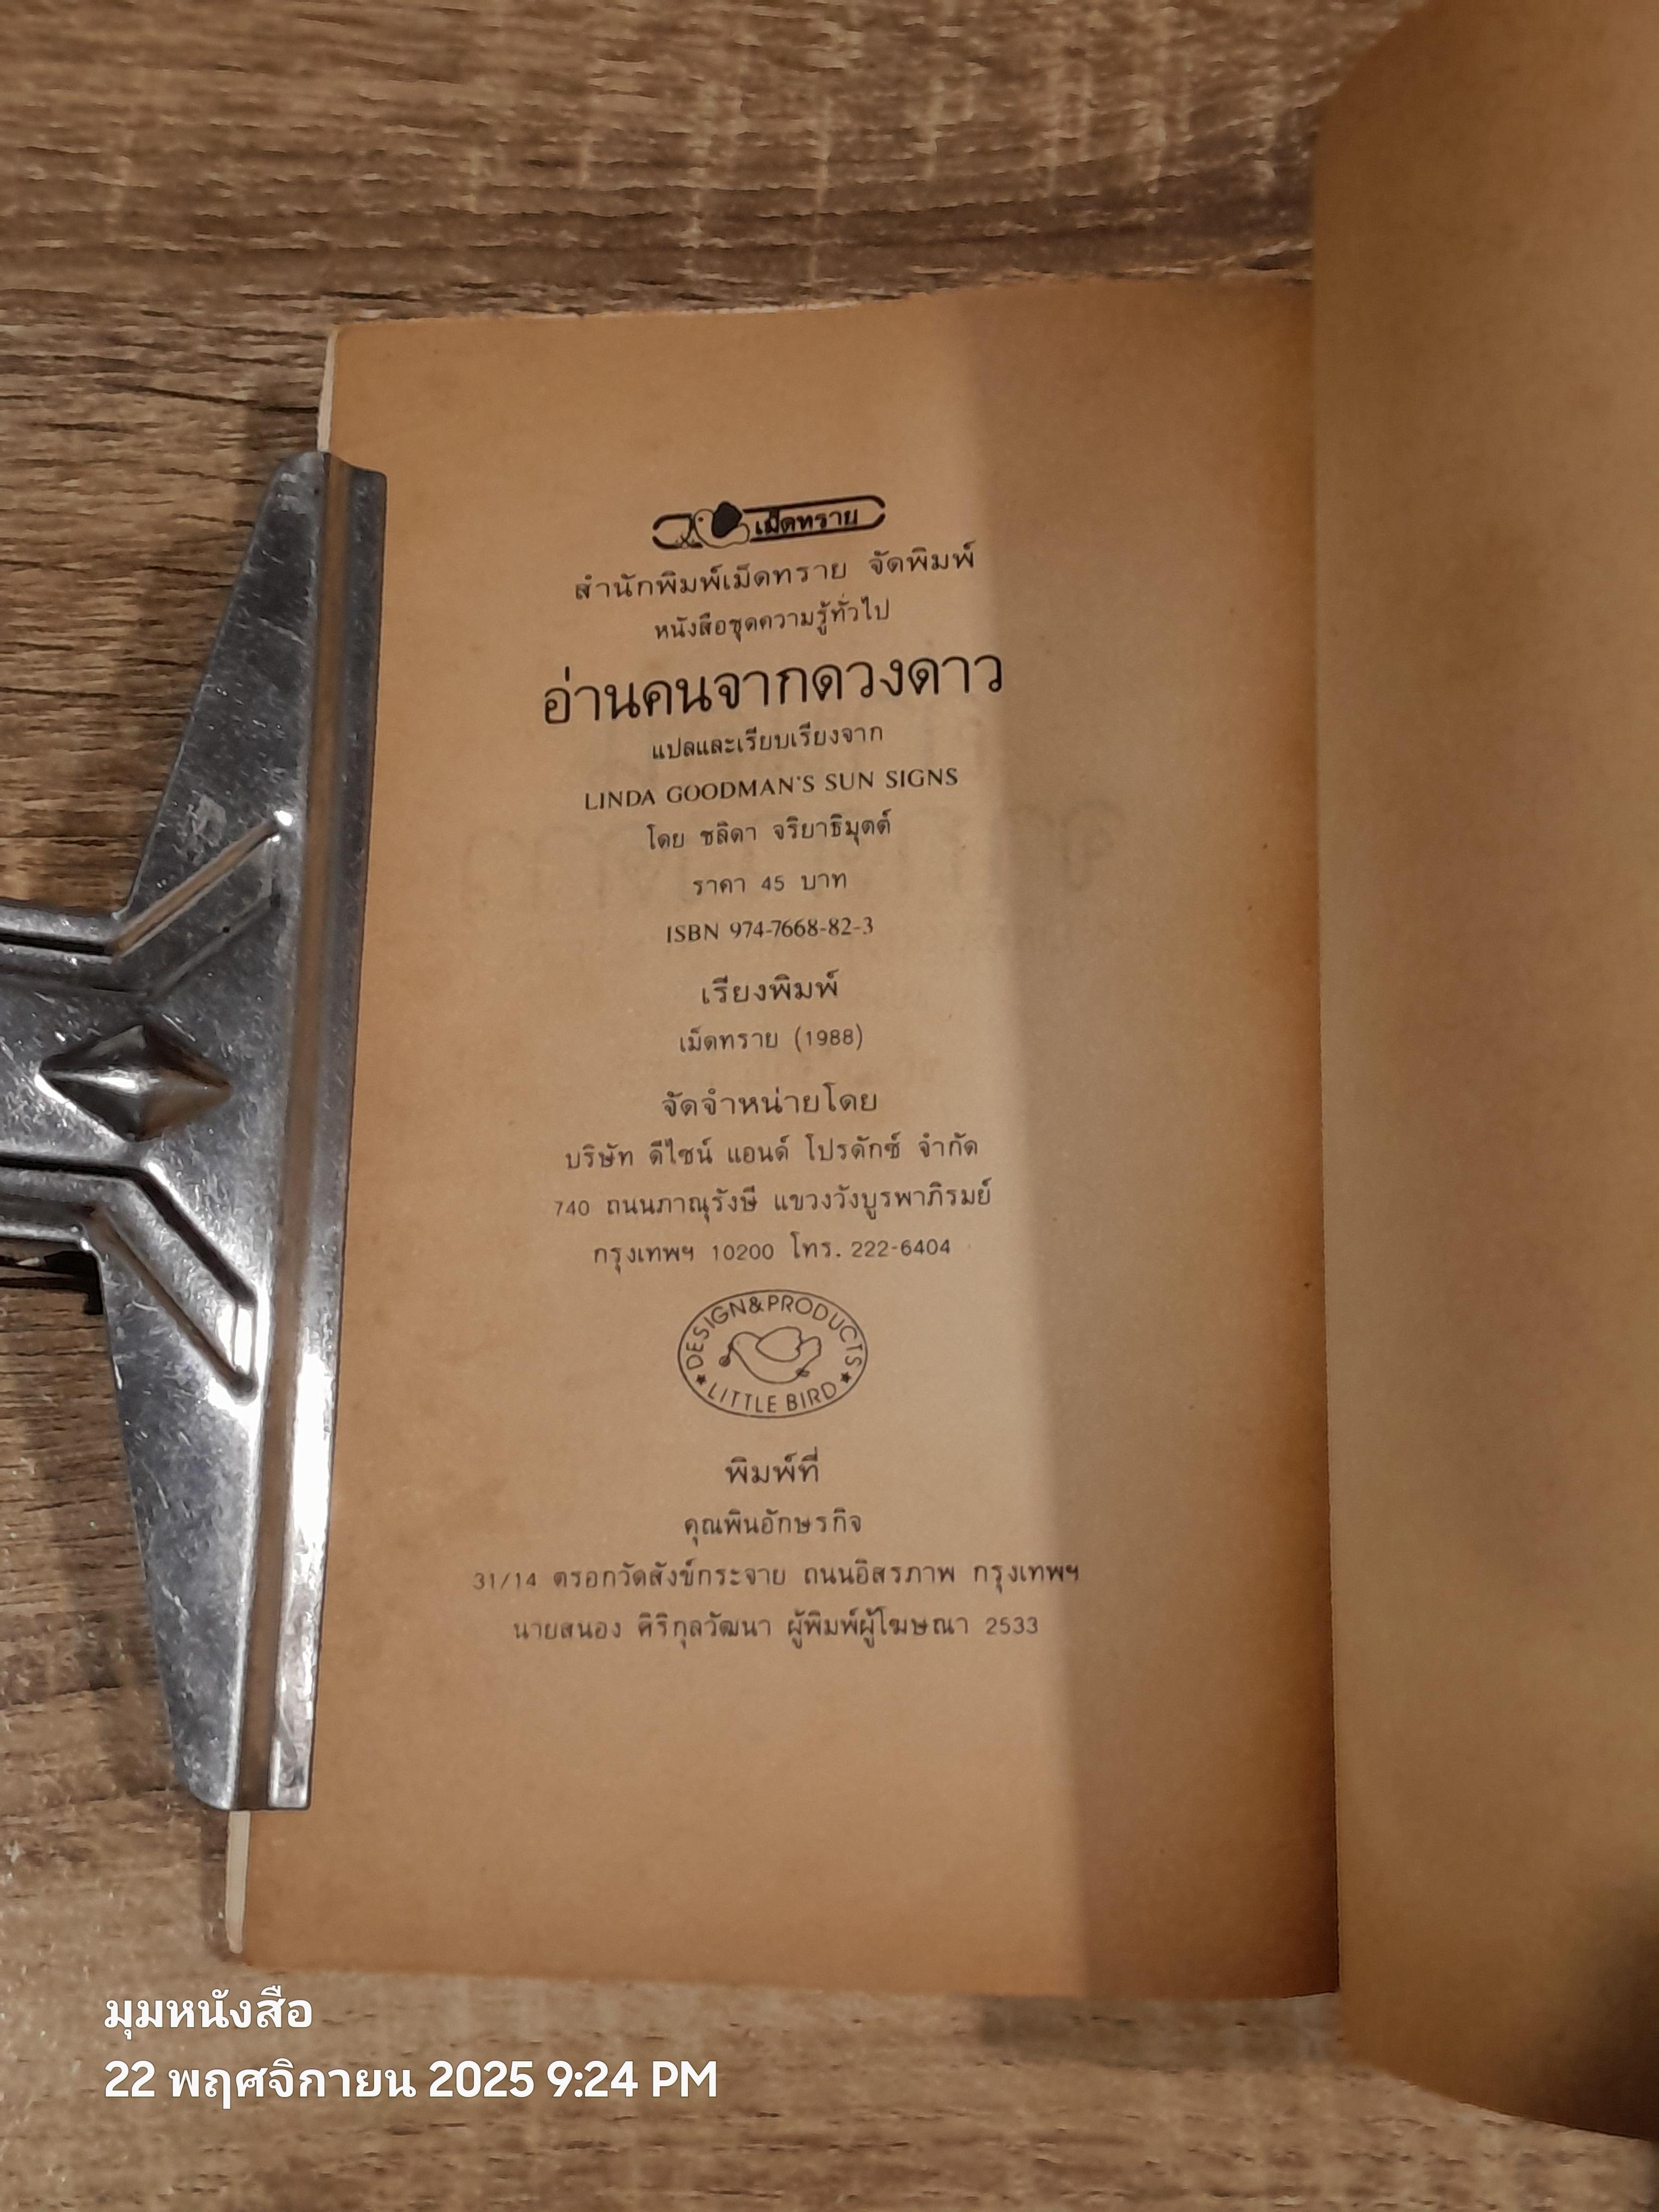 เม็ดทราย
สำนักพิมพ์เม็ดทราย จัดพิมพ์
หนังสือชุดความรู้ทั่วไป
อ่านคนจากดวงดาว
แปลและเรียบเรียงจาก
LINDA GOODMAN'S SUN SIGNS
โดย ชลิดา จริยาธิมุตต์
ราคา 45 บาท
ISBN 974-7668-82-3
เรียงพิมพ์
เม็ดทราย (1988)
จัดจำหน่ายโดย
บริษัท ดีไซน์ แอนด์ โปรดักซ์ จำกัด
740 ถนนภาณุรังษี แขวงวังบูรพาภิรมย์
กรุงเทพฯ 10200 โทร. 222-6404
DESIGN&PRODUCTS
★ LITTLE BIRD ★
พิมพ์ที่
คุณพินอักษรกิจ
31/14 ตรอกวัดสังข์กระจาย ถนนอิสรภาพ กรุงเทพฯ
นายสนอง ศิริกุลวัฒนา ผู้พิมพ์ผู้โฆษณา 2533
มุมหนังสือ
22 พฤศจิกายน 2025 9:24 PM